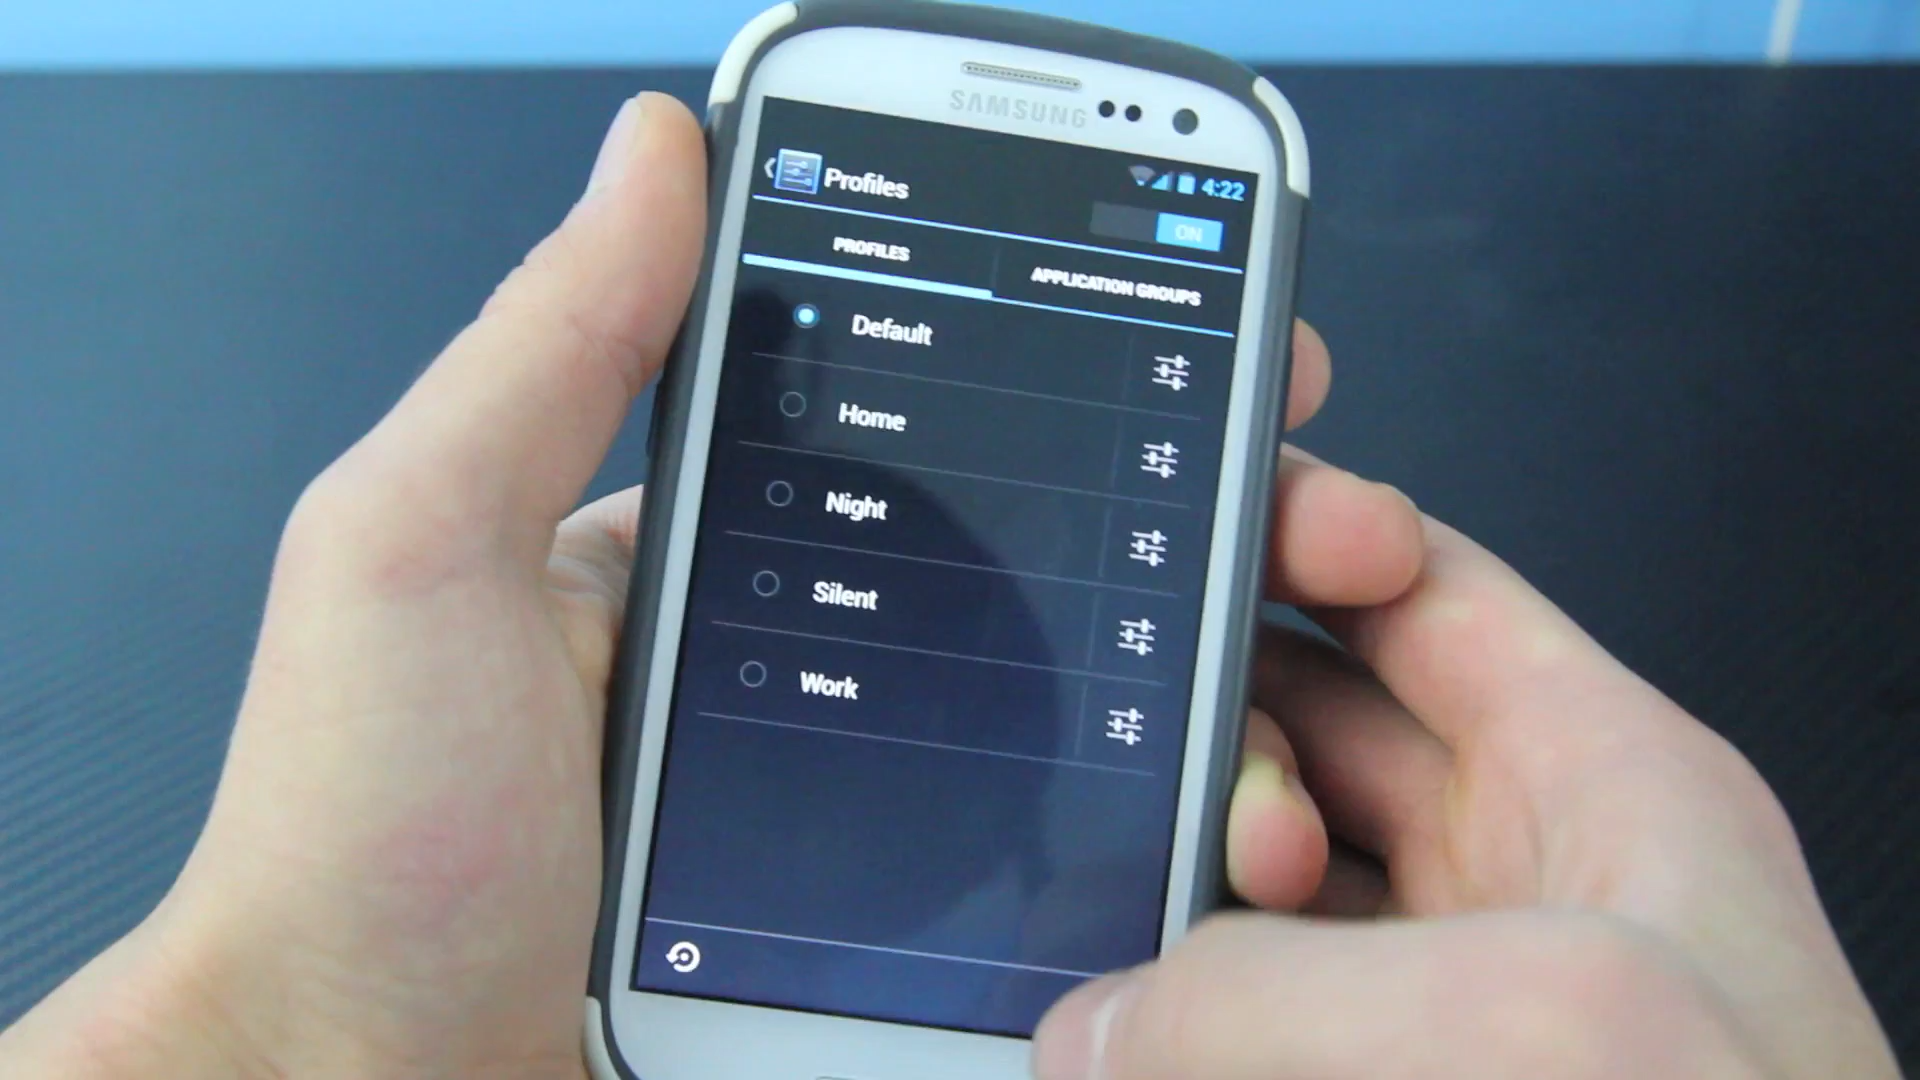 SAMSUNG
4:22
Profiles
ON
PROFILES
APPLICATION GROUPS
Default
Home
Night
Silent
Work